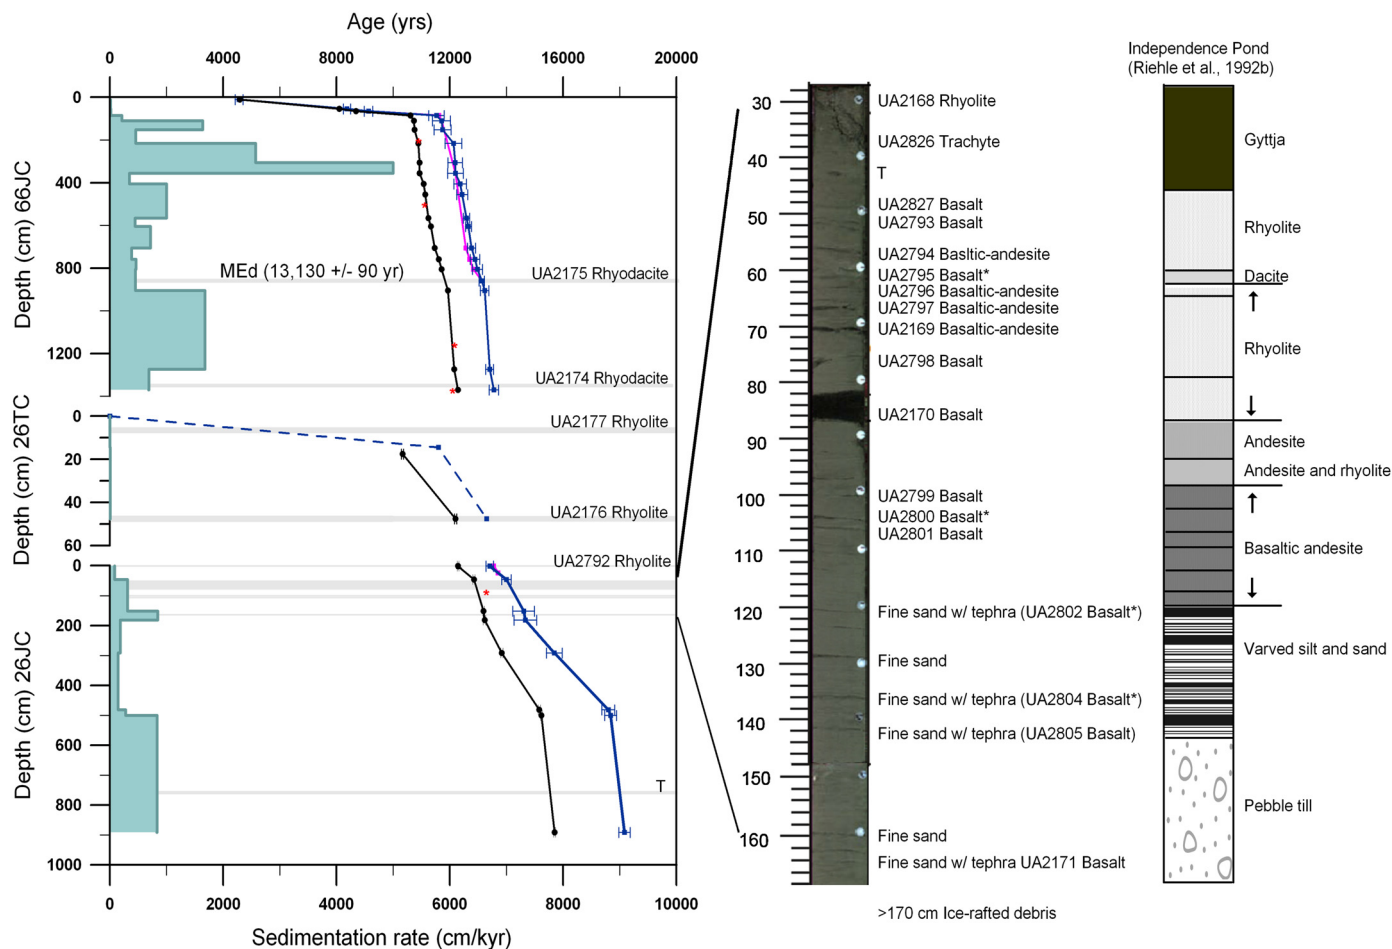 Age (yrs)
0 4000 8000 12000 16000 20000
Depth (cm) 66JC
0
400
800
1200
MEd (13,130 +/- 90 yr)
UA2175 Rhyodacite
UA2174 Rhyodacite
*
*
*
*
Depth (cm) 26TC
0
20
40
60
UA2177 Rhyolite
UA2176 Rhyolite
UA2792 Rhyolite
*
Depth (cm) 26JC
0
200
400
600
800
1000
T
0 2000 4000 6000 8000 10000
Sedimentation rate (cm/kyr)
30
40
50
60
70
80
90
100
110
120
130
140
150
160
UA2168 Rhyolite
UA2826 Trachyte
T
UA2827 Basalt
UA2793 Basalt
UA2794 Basltic-andesite
UA2795 Basalt*
UA2796 Basaltic-andesite
UA2797 Basaltic-andesite
UA2169 Basaltic-andesite
UA2798 Basalt
UA2170 Basalt
UA2799 Basalt
UA2800 Basalt*
UA2801 Basalt
Fine sand w/ tephra (UA2802 Basalt*)
Fine sand
Fine sand w/ tephra (UA2804 Basalt*)
Fine sand w/ tephra (UA2805 Basalt)
Fine sand
Fine sand w/ tephra UA2171 Basalt
>170 cm Ice-rafted debris
Independence Pond
(Riehle et al., 1992b)
Gyttja
Rhyolite
Dacite
Rhyolite
Andesite
Andesite and rhyolite
Basaltic andesite
Varved silt and sand
Pebble till